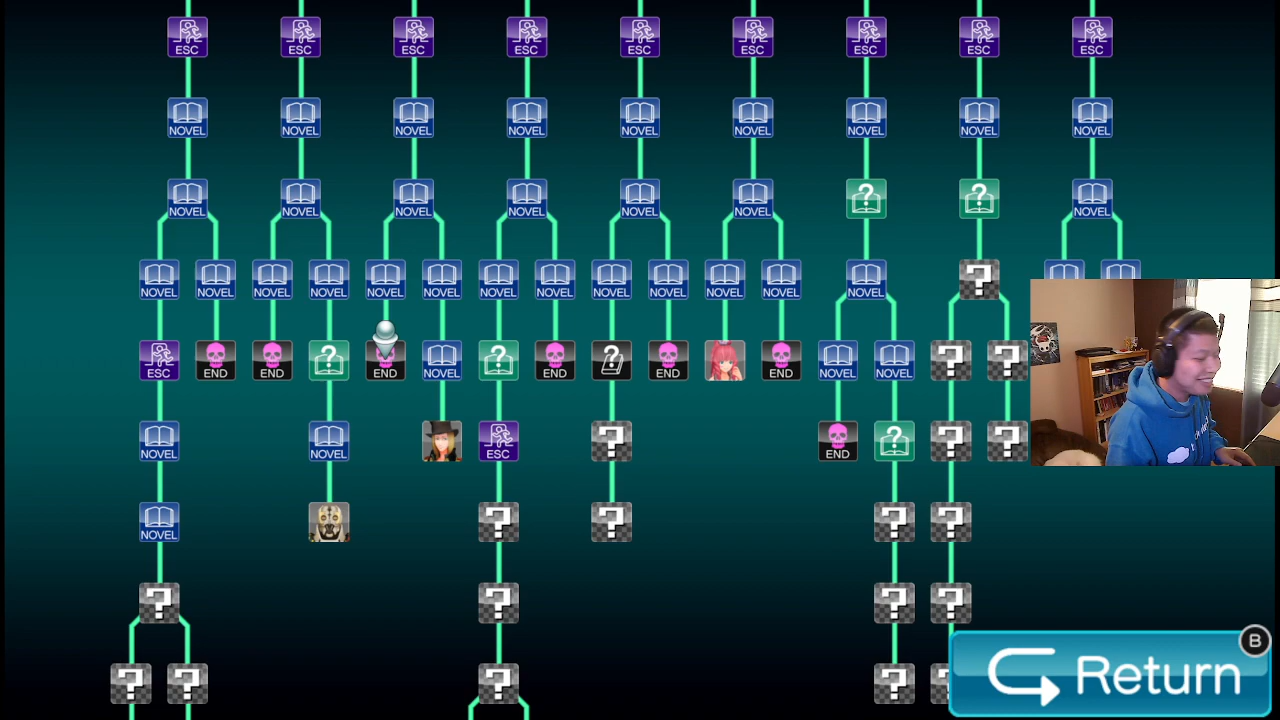 ESC ESC ESC ESC ESC ESC ESC ESC ESC
NOVEL NOVEL NOVEL NOVEL NOVEL NOVEL NOVEL NOVEL NOVEL
NOVEL NOVEL NOVEL NOVEL NOVEL NOVEL ? ? NOVEL
NOVEL NOVEL NOVEL NOVEL NOVEL NOVEL NOVEL NOVEL NOVEL NOVEL NOVEL NOVEL NOVEL ?
ESC END END ? END NOVEL ? END ? END END NOVEL NOVEL ? ?
NOVEL NOVEL ESC ? END ? ? ?
NOVEL ? ? ? ?
? ? ? ?
? ? ? ?
B
Return